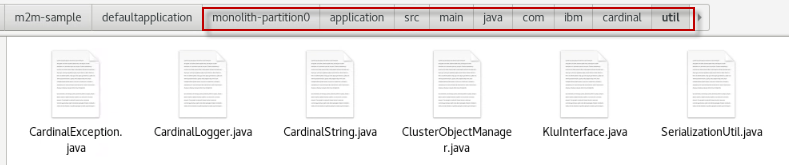 m2m-sample defaultapplication monolith-partition0 application src main java com ibm cardinal util
CardinalException. CardinalLogger.java CardinalString.java ClusterObjectManage KluInterface.java SerializationUtil.java
java r.java